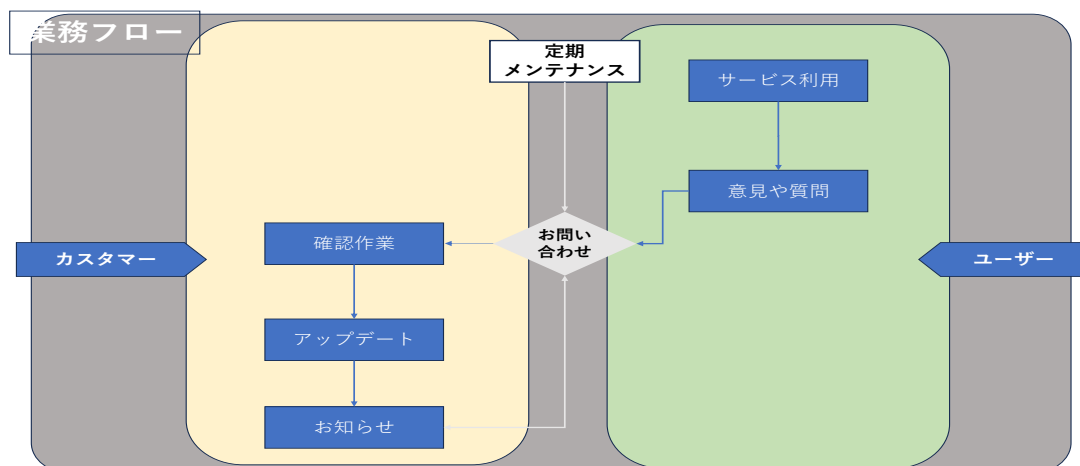 業務フロー
定期
メンテナンス
サービス利用
意見や質問
お問い
合わせ
確認作業
カスタマー
ユーザー
アップデート
お知らせ